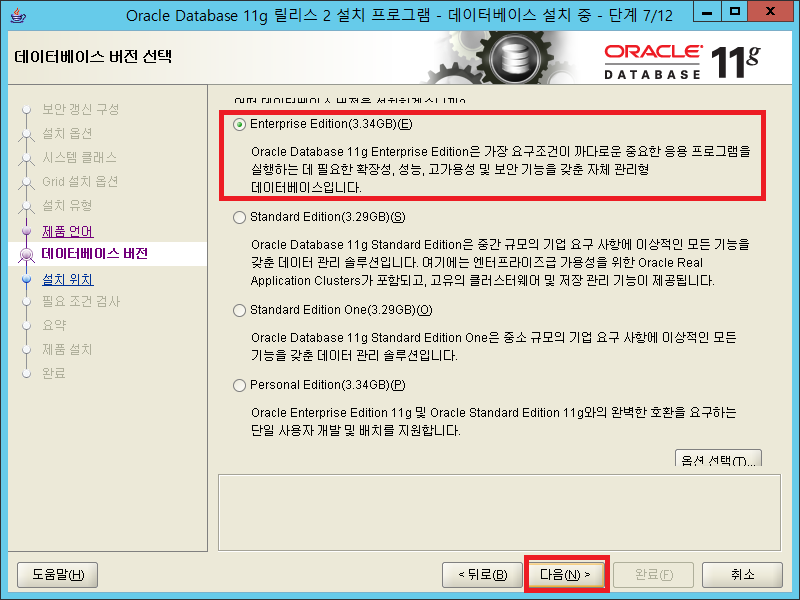 Oracle Database 11g 릴리스 2 설치 프로그램 - 데이터베이스 설치 중 - 단계 7/12
데이터베이스 버전 선택
ORACLE
DATABASE 11g
보안 갱신 구성
설치 옵션
시스템 클래스
Grid 설치 옵션
설치 유형
제품 언어
데이터베이스 버전
설치 위치
필요 조건 검사
요약
제품 설치
완료
어떤 데이터베이스 버전을 설치하겠습니까?
Enterprise Edition(3.34GB)(E)
Oracle Database 11g Enterprise Edition은 가장 요구조건이 까다로운 중요한 응용 프로그램을
실행하는 데 필요한 확장성, 성능, 고가용성 및 보안 기능을 갖춘 자체 관리형
데이터베이스입니다.
Standard Edition(3.29GB)(S)
Oracle Database 11g Standard Edition은 중간 규모의 기업 요구 사항에 이상적인 모든 기능을
갖춘 데이터 관리 솔루션입니다. 여기에는 엔터프라이즈급 가용성을 위한 Oracle Real
Application Clusters가 포함되고, 고유의 클러스터웨어 및 저장 관리 기능이 제공됩니다.
Standard Edition One(3.29GB)(O)
Oracle Database 11g Standard Edition One은 중소 규모의 기업 요구 사항에 이상적인 모든
기능을 갖춘 데이터 관리 솔루션입니다.
Personal Edition(3.34GB)(P)
Oracle Enterprise Edition 11g 및 Oracle Standard Edition 11g와의 완벽한 호환을 요구하는
단일 사용자 개발 및 배치를 지원합니다.
옵션 선택(T)...
도움말(H)
< 뒤로(B)
다음(N) >
완료(F)
취소